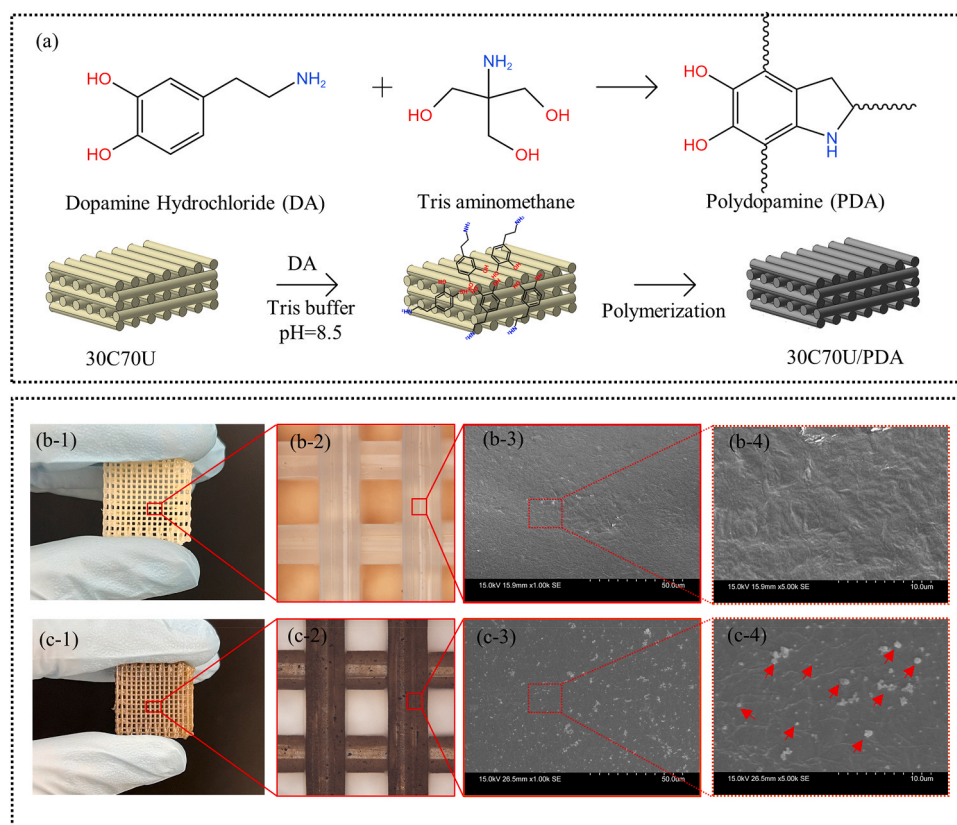 (a)
HO
HO
NH₂
+
NH₂
HO
OH
OH
HO
HO
NH
Dopamine Hydrochloride (DA)
Tris aminomethane
Polydopamine (PDA)
DA
Tris buffer
pH=8.5
Polymerization
30C70U
30C70U/PDA
(b-1)
(b-2)
(b-3)
(b-4)
15.0kV 15.9mm x1.00k SE
50.0um
15.0kV 15.9mm x5.00k SE
10.0um
(c-1)
(c-2)
(c-3)
(c-4)
15.0kV 26.5mm x1.00k SE
50.0um
15.0kV 26.5mm x5.00k SE
10.0um